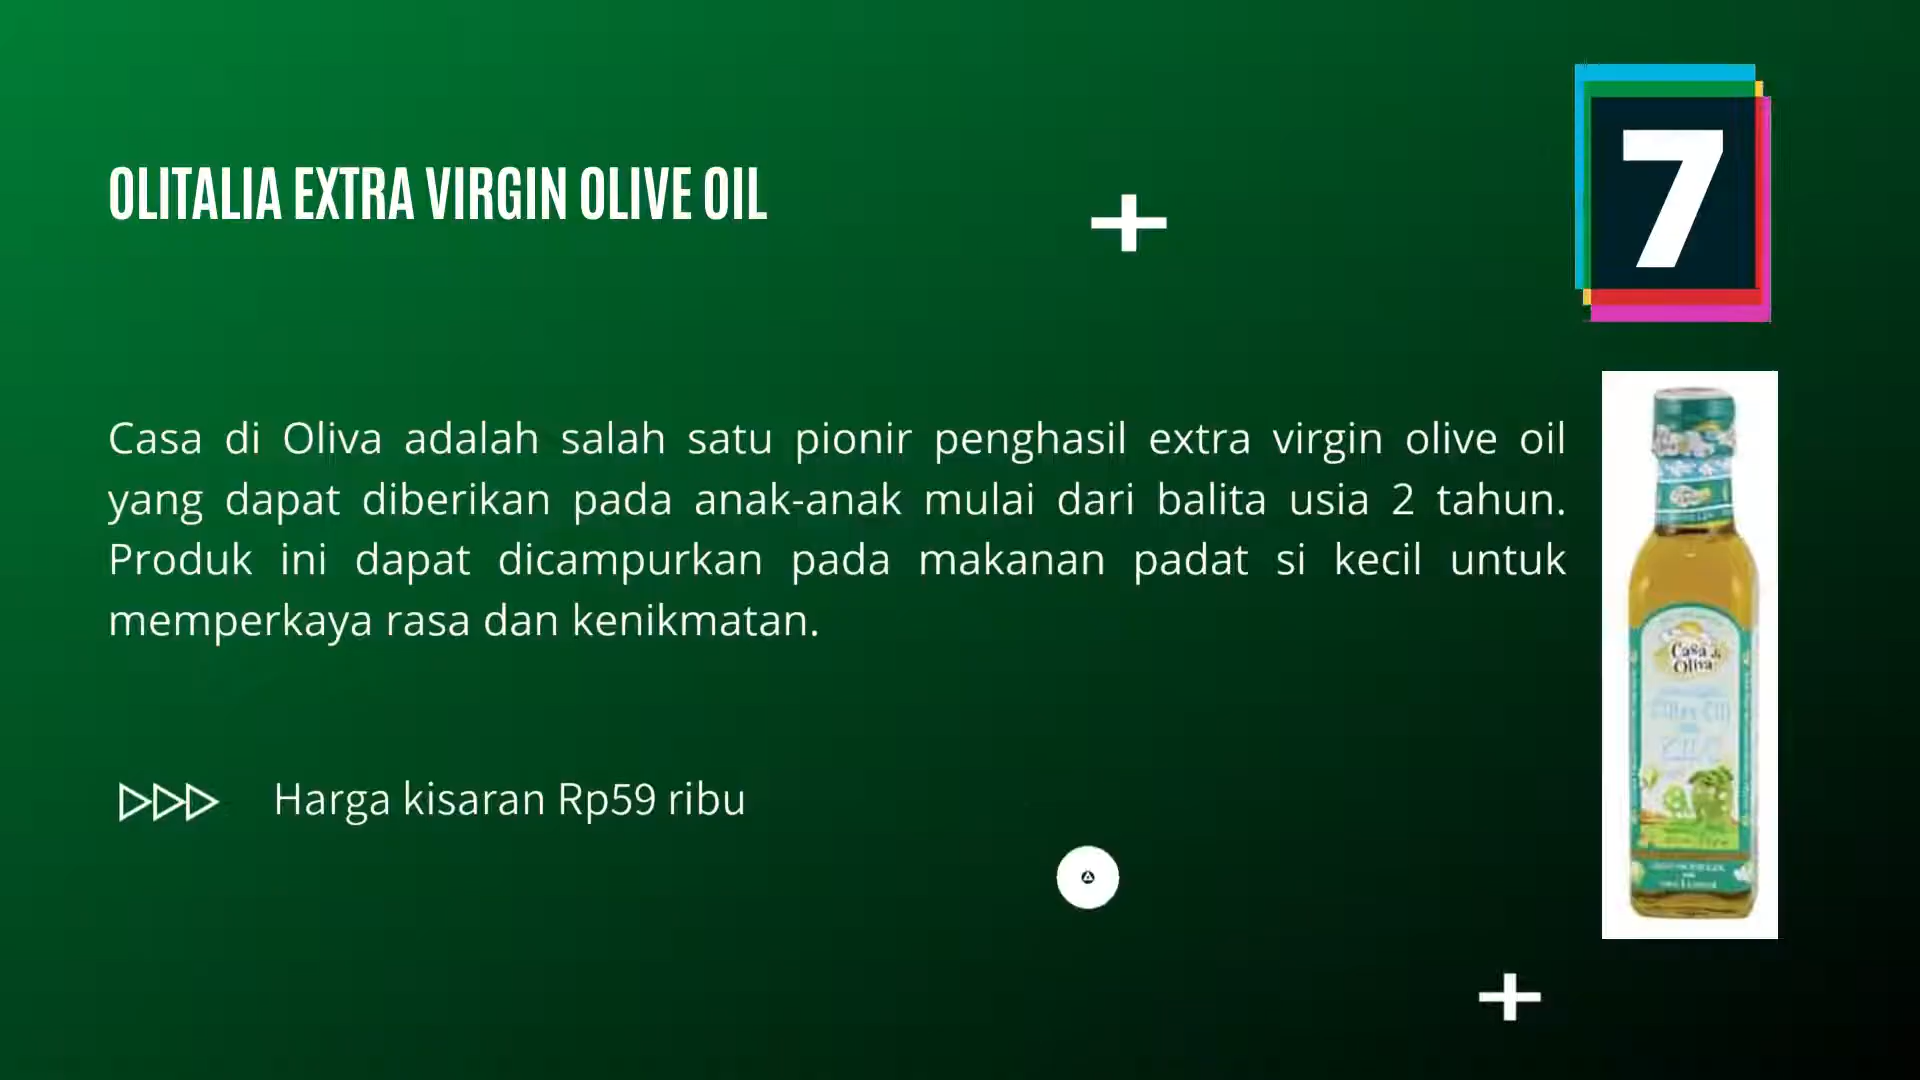 OLITALIA EXTRA VIRGIN OLIVE OIL
7
Casa di Oliva adalah salah satu pionir penghasil extra virgin olive oil
yang dapat diberikan pada anak-anak mulai dari balita usia 2 tahun.
Produk ini dapat dicampurkan pada makanan padat si kecil untuk
memperkaya rasa dan kenikmatan.
Harga kisaran Rp59 ribu
Casa di
Oliva